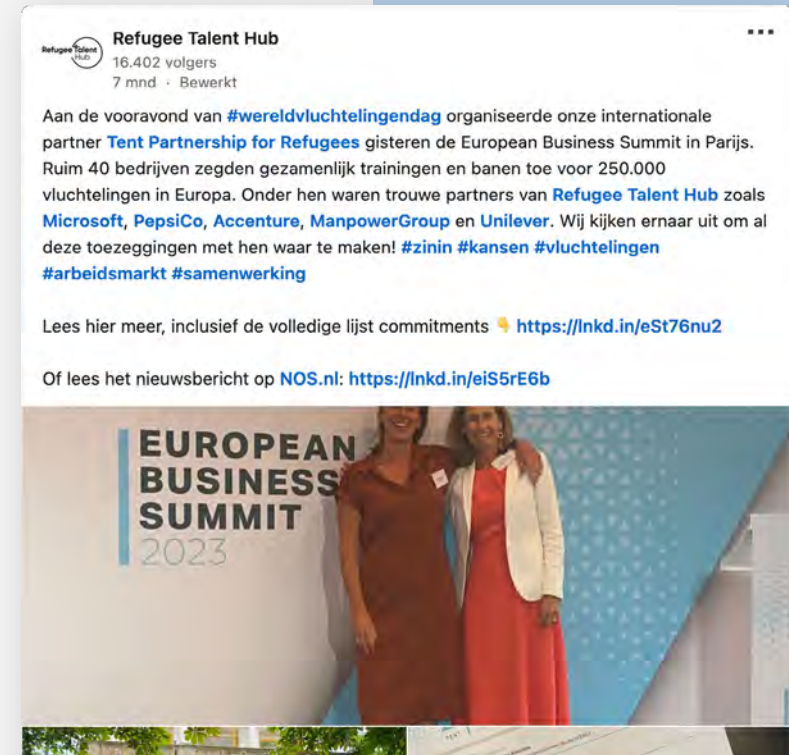 Refugee Talent Hub
Refugee Talent Hub
16.402 volgers
7 mnd · Bewerkt
Aan de vooravond van #wereldvluchtelingendag organiseerde onze internationale
partner Tent Partnership for Refugees gisteren de European Business Summit in Parijs.
Ruim 40 bedrijven zegden gezamenlijk trainingen en banen toe voor 250.000
vluchtelingen in Europa. Onder hen waren trouwe partners van Refugee Talent Hub zoals
Microsoft, PepsiCo, Accenture, ManpowerGroup en Unilever. Wij kijken ernaar uit om al
deze toezeggingen met hen waar te maken! #zinin #kansen #vluchtelingen
#arbeidsmarkt #samenwerking
Lees hier meer, inclusief de volledige lijst commitments 👇 https://lnkd.in/eSt76nu2
Of lees het nieuwsbericht op NOS.nl: https://lnkd.in/eiS5rE6b
EUROPEAN
BUSINESS
SUMMIT
2023